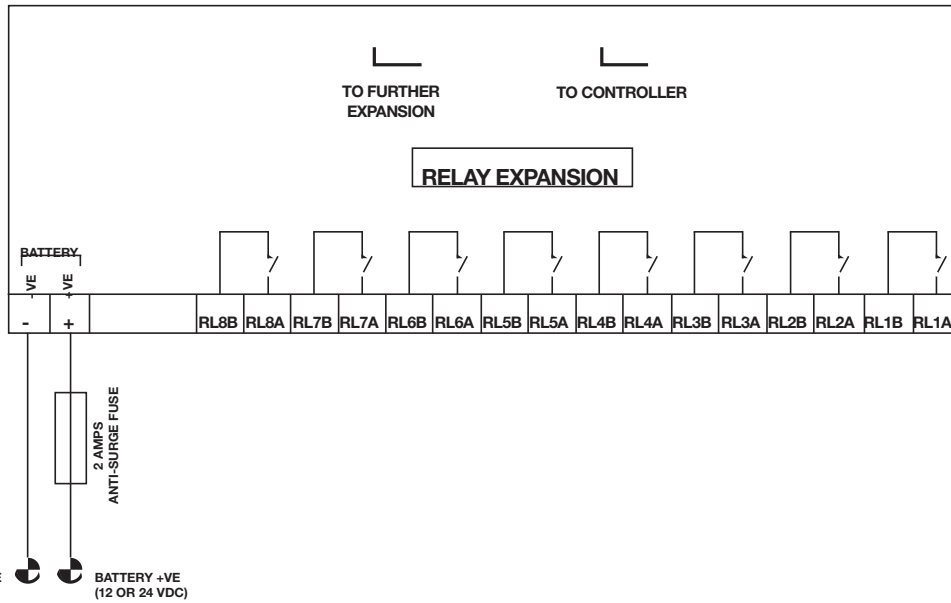 TO FURTHER
EXPANSION
TO CONTROLLER
RELAY EXPANSION
BATTERY
-VE
+VE
- + RL8B RL8A RL7B RL7A RL6B RL6A RL5B RL5A RL4B RL4A RL3B RL3A RL2B RL2A RL1B RL1A
2 AMPS
ANTI-SURGE FUSE
E
BATTERY +VE
(12 OR 24 VDC)